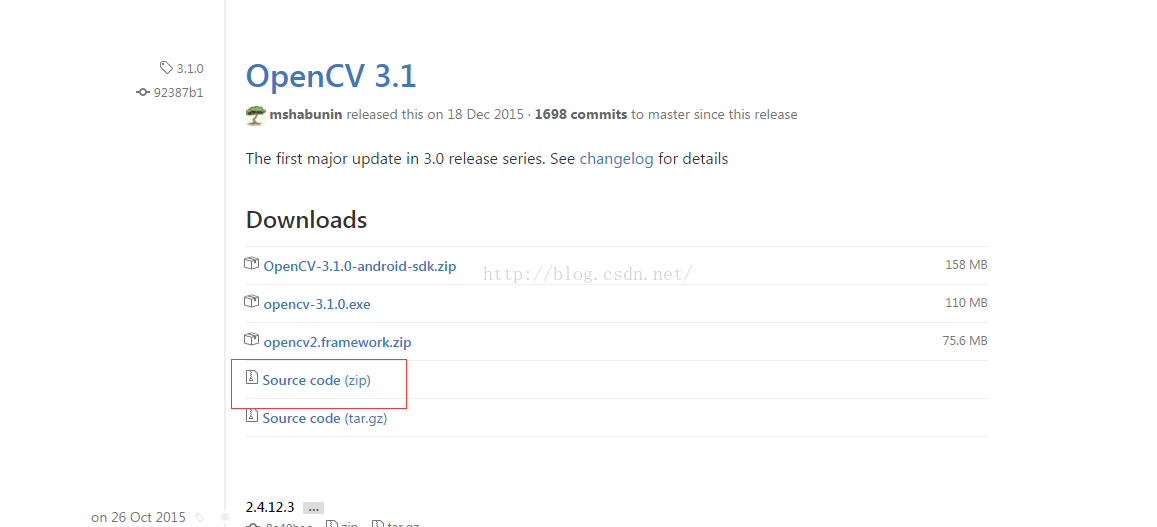 3.1.0
92387b1
OpenCV 3.1
mshabunin released this on 18 Dec 2015 · 1698 commits to master since this release
The first major update in 3.0 release series. See changelog for details
Downloads
OpenCV-3.1.0-android-sdk.zip 158 MB
http://blog.csdn.net/
opencv-3.1.0.exe 110 MB
opencv2.framework.zip 75.6 MB
Source code (zip)
Source code (tar.gz)
on 26 Oct 2015
2.4.12.3 ...
zip tar.gz